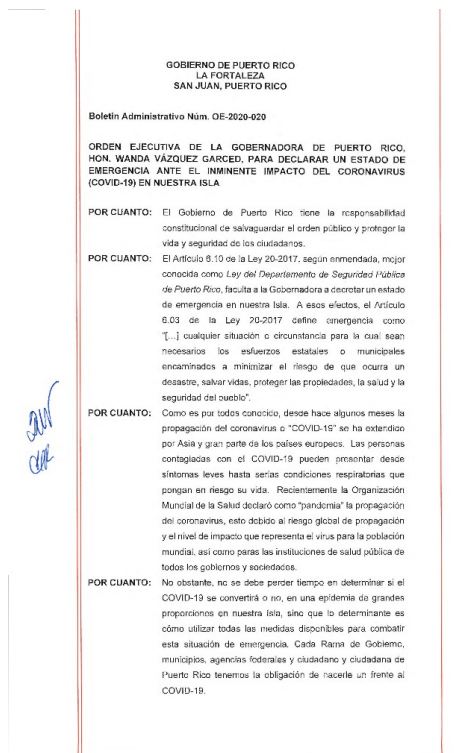 GOBIERNO DE PUERTO RICO
LA FORTALEZA
SAN JUAN, PUERTO RICO
Boletín Administrativo Núm. OE-2020-020
ORDEN EJECUTIVA DE LA GOBERNADORA DE PUERTO RICO,
HON. WANDA VÁZQUEZ GARCED, PARA DECLARAR UN ESTADO DE
EMERGENCIA ANTE EL INMINENTE IMPACTO DEL CORONAVIRUS
(COVID-19) EN NUESTRA ISLA
POR CUANTO: El Gobierno de Puerto Rico tiene la responsabilidad
constitucional de salvaguardar el orden público y proteger la
vida y seguridad de los ciudadanos.
POR CUANTO: El Artículo 6.10 de la Ley 20-2017, según enmendada, mejor
conocida como Ley del Departamento de Seguridad Pública
de Puerto Rico, faculta a la Gobernadora a decretar un estado
de emergencia en nuestra Isla. A esos efectos, el Artículo
6.03 de la Ley 20-2017 define emergencia como
“[…] cualquier situación o circunstancia para la cual sean
necesarios los esfuerzos estatales o municipales
encaminados a minimizar el riesgo de que ocurra un
desastre, salvar vidas, proteger las propiedades, la salud y la
seguridad del pueblo”.
POR CUANTO: Como es por todos conocido, desde hace algunos meses la
propagación del coronavirus o “COVID-19” se ha extendido
por Asia y gran parte de los países europeos. Las personas
contagiadas con el COVID-19 pueden presentar desde
síntomas leves hasta serias condiciones respiratorias que
pongan en riesgo su vida. Recientemente la Organización
Mundial de la Salud declaró como “pandemia” la propagación
del coronavirus, esto debido al riesgo global de propagación
y el nivel de impacto que representa el virus para la población
mundial, así como paras las instituciones de salud pública de
todos los gobiernos y sociedades.
POR CUANTO: No obstante, no se debe perder tiempo en determinar si el
COVID-19 se convertirá o no, en una epidemia de grandes
proporciones en nuestra Isla, sino que lo determinante es
cómo utilizar todas las medidas disponibles para combatir
esta situación de emergencia. Cada Rama de Gobierno,
municipios, agencias federales y ciudadano y ciudadana de
Puerto Rico tenemos la obligación de hacerle un frente al
COVID-19.